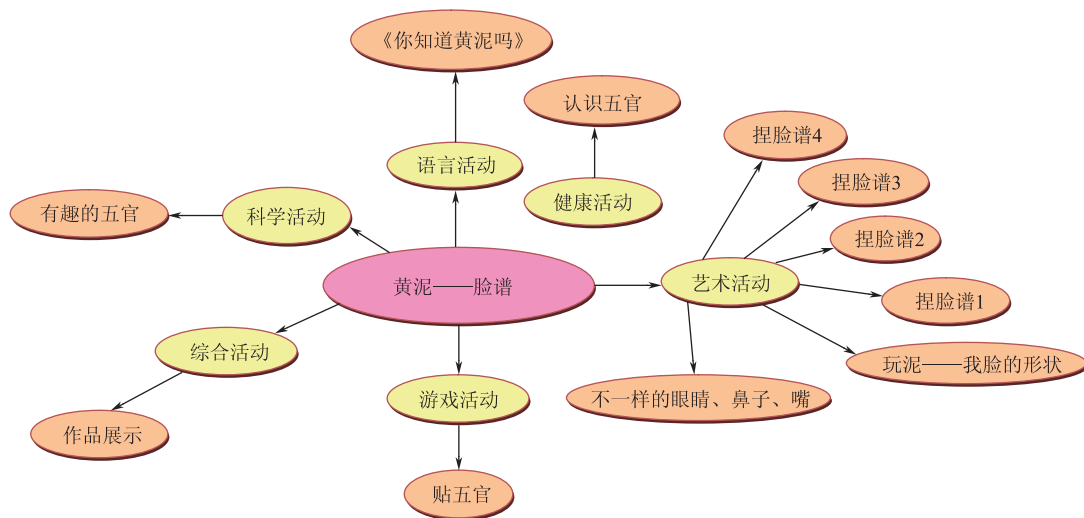 《你知道黄泥吗》
认识五官
捏脸谱4
语言活动
捏脸谱3
有趣的五官
科学活动
健康活动
捏脸谱2
黄泥——脸谱
艺术活动
捏脸谱1
综合活动
玩泥——我脸的形状
游戏活动
不一样的眼睛、鼻子、嘴
作品展示
贴五官